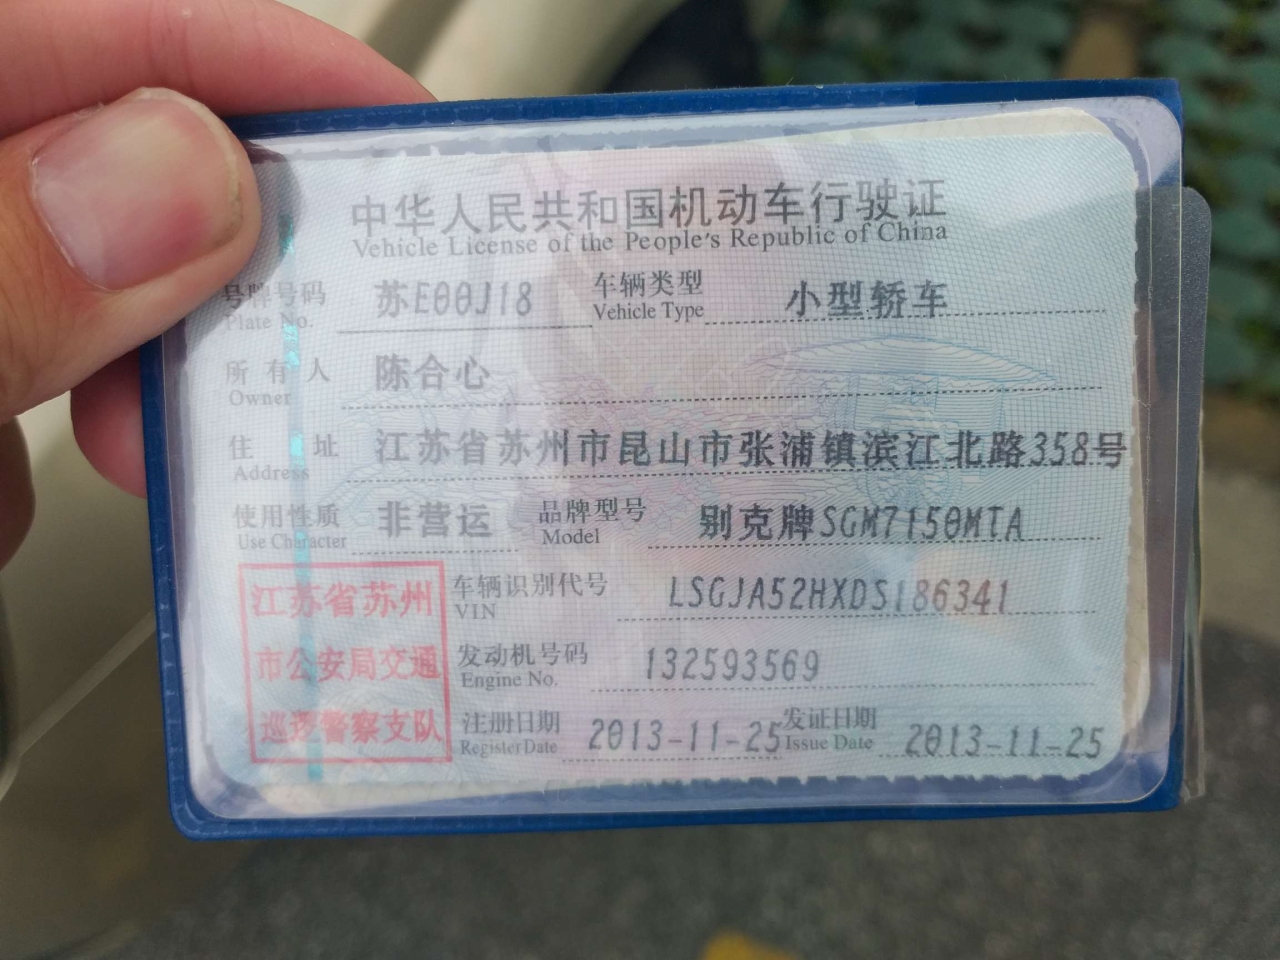 中华人民共和国机动车行驶证
Vehicle License of the People's Republic of China
号牌号码 苏E00J18 车辆类型 小型轿车
Plate No. Vehicle Type
所有人 陈合心
Owner
住址 江苏省苏州市昆山市张浦镇滨江北路358号
Address
使用性质 非营运 品牌型号 别克牌SGM7150MTA
Use Character Model
江苏省苏州
市公安局交通
巡逻警察支队
车辆识别代号 LSGJA52HXDS186341
VIN
发动机号码 132593569
Engine No.
注册日期 2013-11-25 发证日期 2013-11-25
Register Date Issue Date